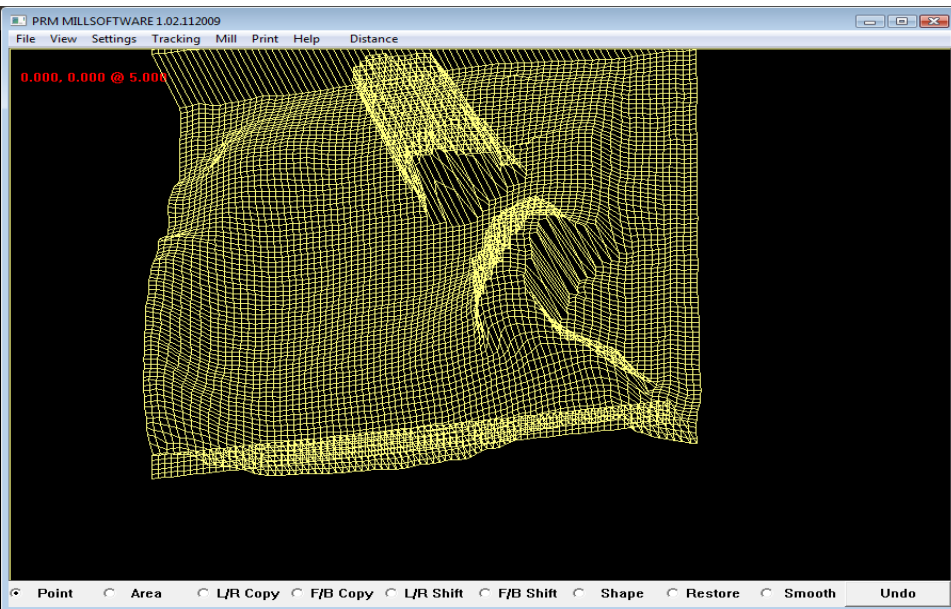 PRM MILLSOFTWARE 1.02.112009
File View Settings Tracking Mill Print Help Distance
0.000, 0.000 @ 5.000
Point Area L/R Copy F/B Copy L/R Shift F/B Shift Shape Restore Smooth Undo